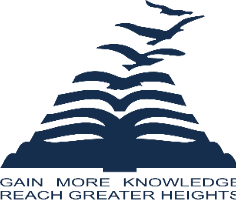 GAIN MORE KNOWLEDGE
REACH GREATER HEIGHTS